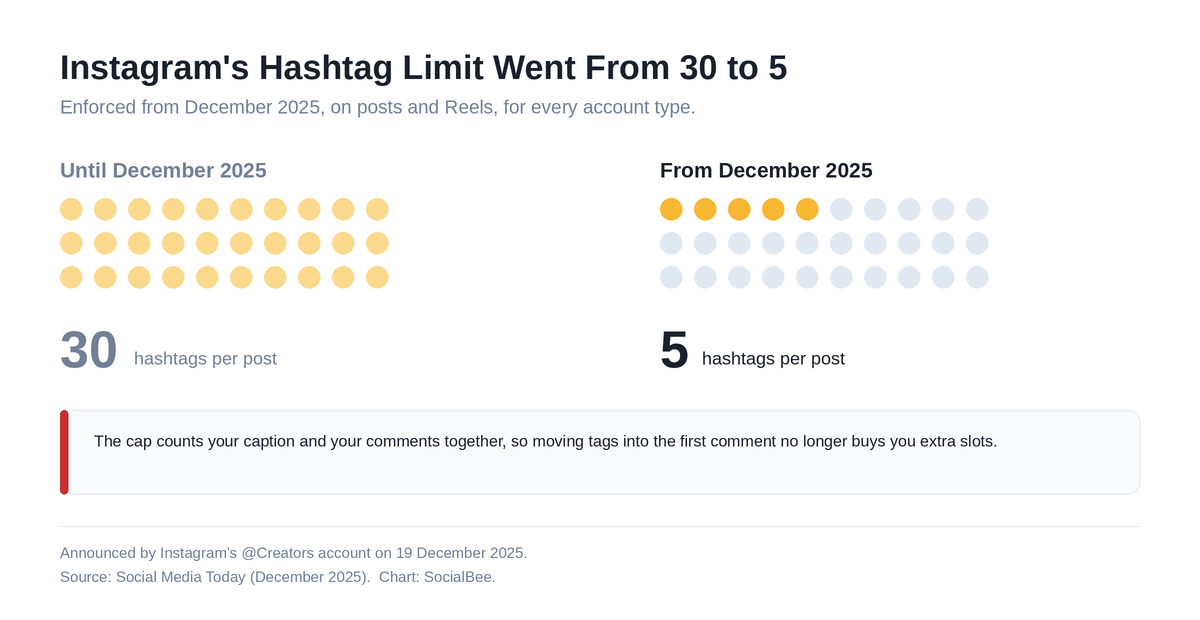 Instagram's Hashtag Limit Went From 30 to 5
Enforced from December 2025, on posts and Reels, for every account type.
Until December 2025
30 hashtags per post
From December 2025
5 hashtags per post
The cap counts your caption and your comments together, so moving tags into the first comment no longer buys you extra slots.
Announced by Instagram's @Creators account on 19 December 2025.
Source: Social Media Today (December 2025). Chart: SocialBee.